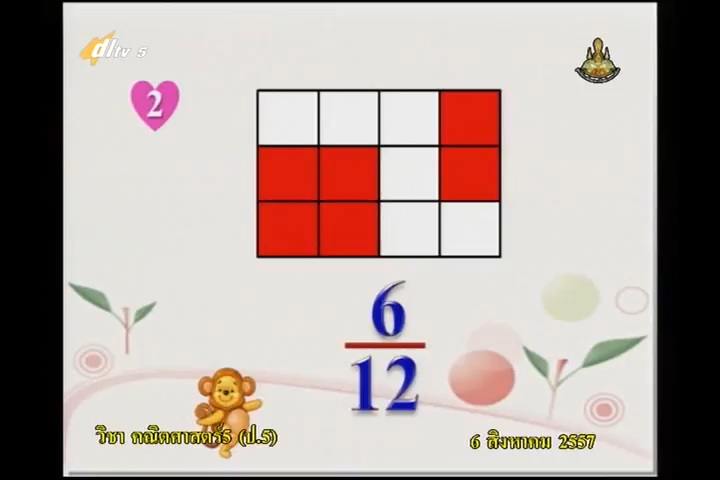 dltv 5
2
6
12
วิชา คณิตศาสตร์5 (ป.5)
6 สิงหาคม 2557